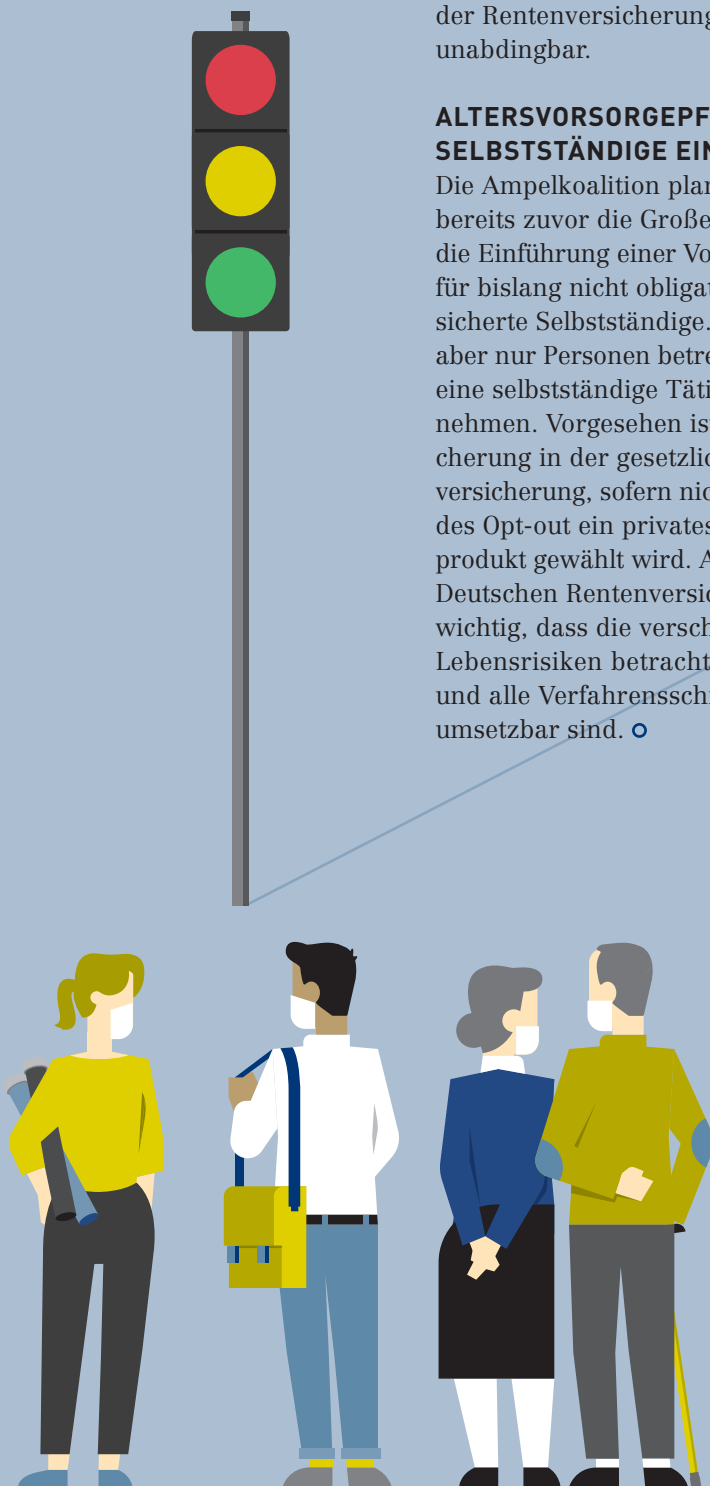 der Rentenversicherung
unabdingbar.
ALTERSVORSORGEPF
SELBSTSTÄNDIGE EIN
Die Ampelkoalition plan
bereits zuvor die Große
die Einführung einer Vo
für bislang nicht obligat
sicherte Selbstständige.
aber nur Personen betre
eine selbstständige Täti
nehmen. Vorgesehen ist
cherung in der gesetzlic
versicherung, sofern nic
des Opt-out ein privates
produkt gewählt wird. A
Deutschen Rentenversic
wichtig, dass die versch
Lebensrisiken betracht
und alle Verfahrensschr
umsetzbar sind.